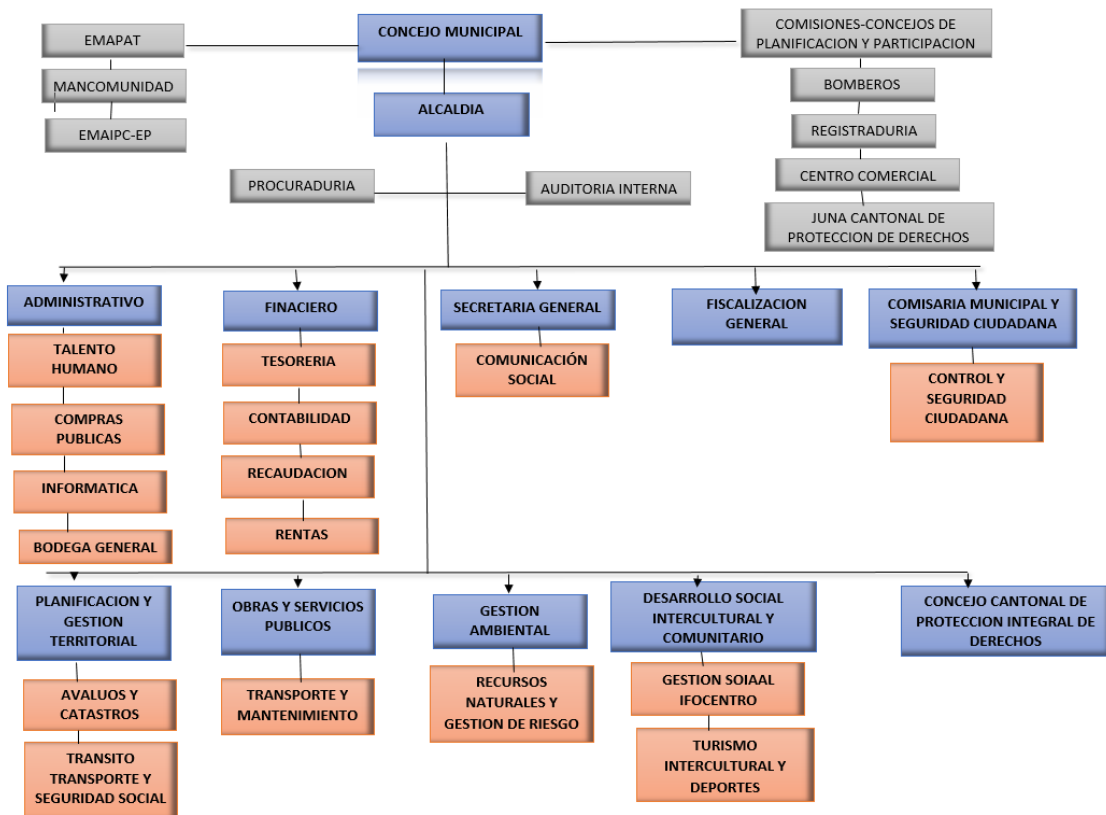 EMAPAT
CONCEJO MUNICIPAL
COMISIONES-CONCEJOS DE
PLANIFICACION Y PARTICIPACION
MANCOMUNIDAD
BOMBEROS
ALCALDIA
EMAIPC-EP
REGISTRADURIA
PROCURADURIA
AUDITORIA INTERNA
CENTRO COMERCIAL
JUNA CANTONAL DE
PROTECCION DE DERECHOS
ADMINISTRATIVO
FINACIERO
SECRETARIA GENERAL
FISCALIZACION
GENERAL
COMISARIA MUNICIPAL Y
SEGURIDAD CIUDADANA
TALENTO
HUMANO
TESORERIA
COMUNICACIÓN
SOCIAL
CONTROL Y
SEGURIDAD
CIUDADANA
COMPRAS
PUBLICAS
CONTABILIDAD
INFORMATICA
RECAUDACION
BODEGA GENERAL
RENTAS
PLANIFICACION Y
GESTION
TERRITORIAL
OBRAS Y SERVICIOS
PUBLICOS
GESTION
AMBIENTAL
DESARROLLO SOCIAL
INTERCULTURAL Y
COMUNITARIO
CONCEJO CANTONAL DE
PROTECCION INTEGRAL DE
DERECHOS
AVALUOS Y
CATASTROS
TRANSPORTE Y
MANTENIMIENTO
RECURSOS
NATURALES Y
GESTION DE RIESGO
GESTION SOIAAL
IFOCENTRO
TRANSITO
TRANSPORTE Y
SEGURIDAD SOCIAL
TURISMO
INTERCULTURAL Y
DEPORTES